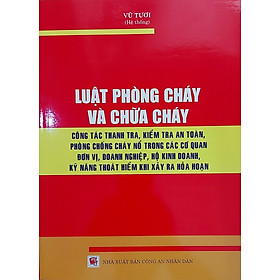 VŨ TƯƠI
(Hệ thống)
LUẬT PHÒNG CHÁY
VÀ CHỮA CHÁY
CÔNG TÁC THANH TRA, KIỂM TRA AN TOÀN,
PHÒNG CHỐNG CHÁY NỔ TRONG CÁC CƠ QUAN
ĐƠN VỊ, DOANH NGHIỆP, HỘ KINH DOANH,
KỸ NĂNG THOÁT HIỂM KHI XẢY RA HỎA HOẠN
NHÀ XUẤT BẢN CÔNG AN NHÂN DÂN